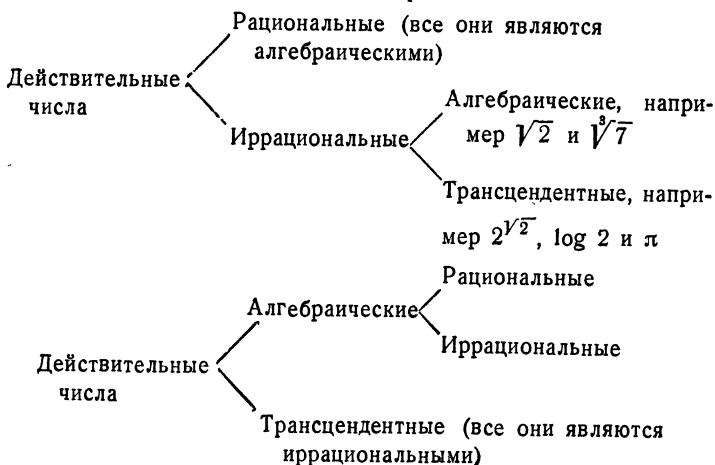 Рациональные (все они являются
алгебраическими)
Действительные
числа
Иррациональные
Алгебраические, напри-
мер √2 и ∛7
Трансцендентные, напри-
мер 2^√2, log 2 и π
Рациональные
Алгебраические
Иррациональные
Действительные
числа
Трансцендентные (все они являются
иррациональными)